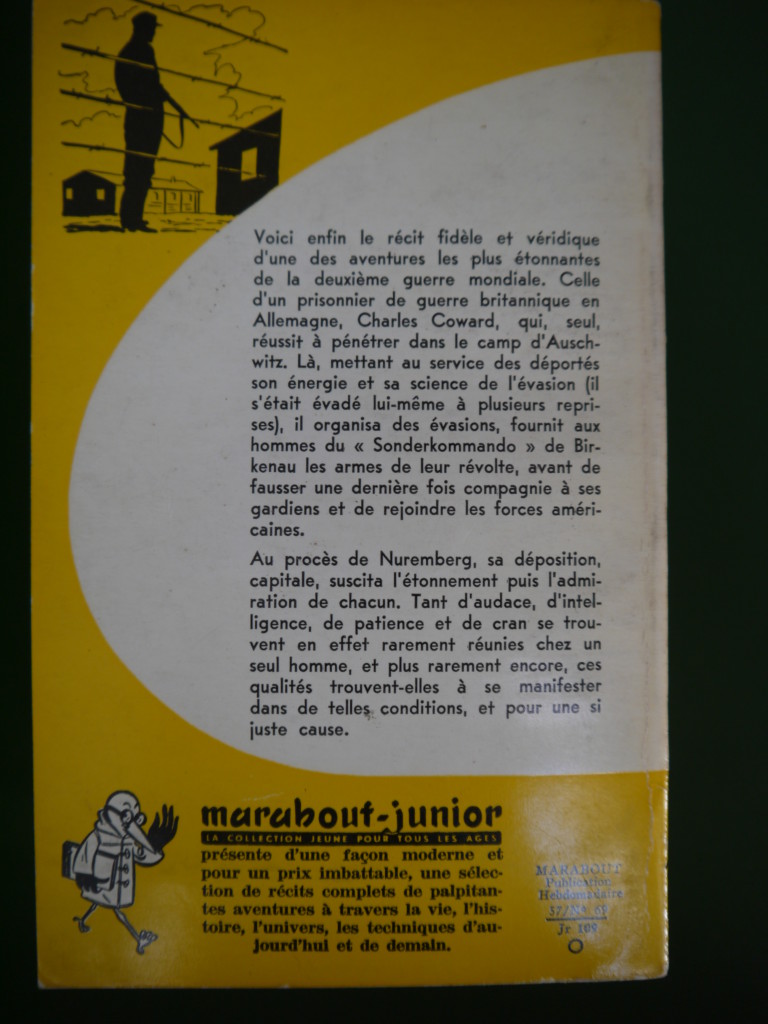 Voici enfin le récit fidèle et véridique
d'une des aventures les plus étonnantes
de la deuxième guerre mondiale. Celle
d'un prisonnier de guerre britannique en
Allemagne, Charles Coward, qui, seul,
réussit à pénétrer dans le camp d'Ausch-
witz. Là, mettant au service des déportés
son énergie et sa science de l'évasion (il
s'était évadé lui-même à plusieurs repri-
ses), il organisa des évasions, fournit aux
hommes du « Sonderkommando » de Bir-
kenau les armes de leur révolte, avant de
fausser une dernière fois compagnie à ses
gardiens et de rejoindre les forces améri-
caines.
Au procès de Nuremberg, sa déposition,
capitale, suscita l'étonnement puis l'admi-
ration de chacun. Tant d'audace, d'intel-
ligence, de patience et de cran se trou-
vent en effet rarement réunies chez un
seul homme, et plus rarement encore, ces
qualités trouvent-elles à se manifester
dans de telles conditions, et pour une si
juste cause.
marabout-junior
LA COLLECTION JEUNE POUR TOUS LES AGES
présente d'une façon moderne et
pour un prix imbattable, une sélec-
tion de récits complets de palpitan-
tes aventures à travers la vie, l'his-
toire, l'univers, les techniques d'au-
jourd'hui et de demain.
MARABOUT
Publication
Hebdomadaire
57/Nº 69
Jr 109